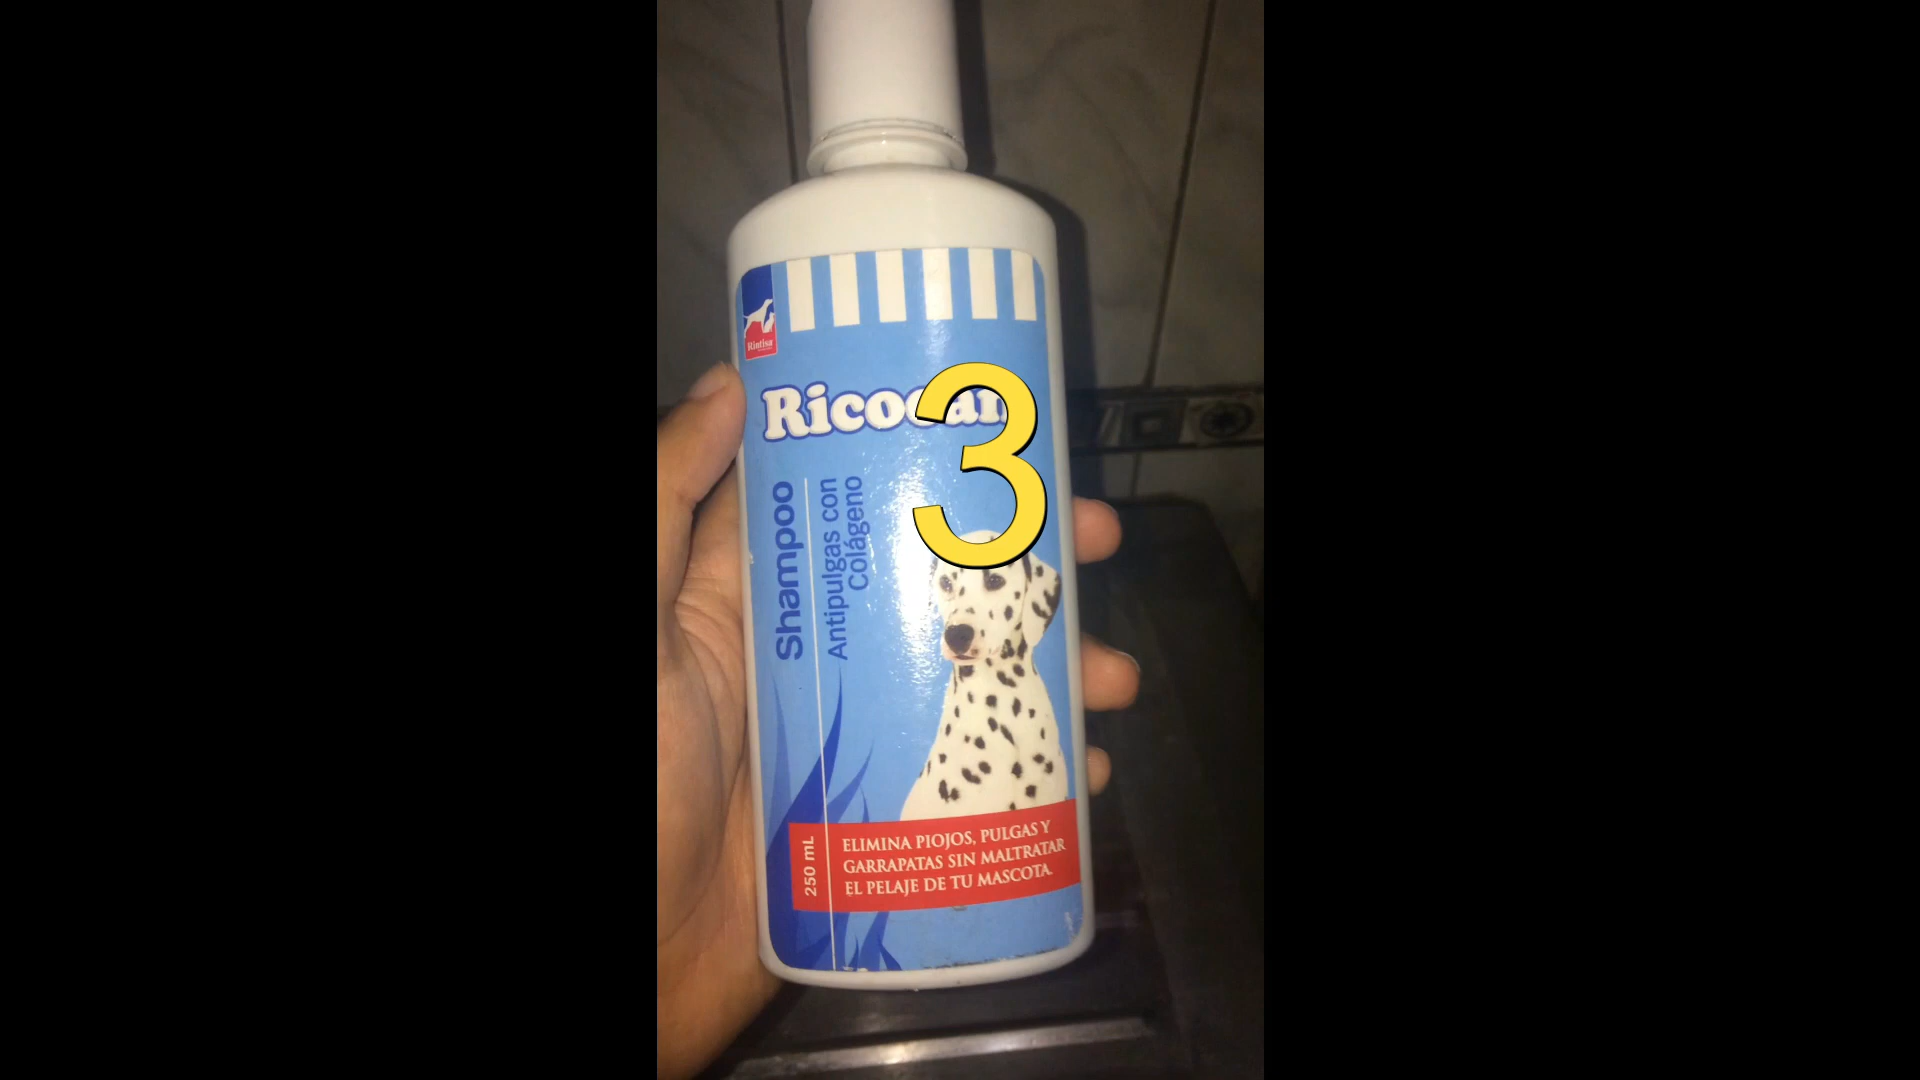 Rintisa
Ricocan
3
Shampoo
Antipulgas con
Colágeno
250 mL
ELIMINA PIOJOS, PULGAS Y
GARRAPATAS SIN MALTRATAR
EL PELAJE DE TU MASCOTA.